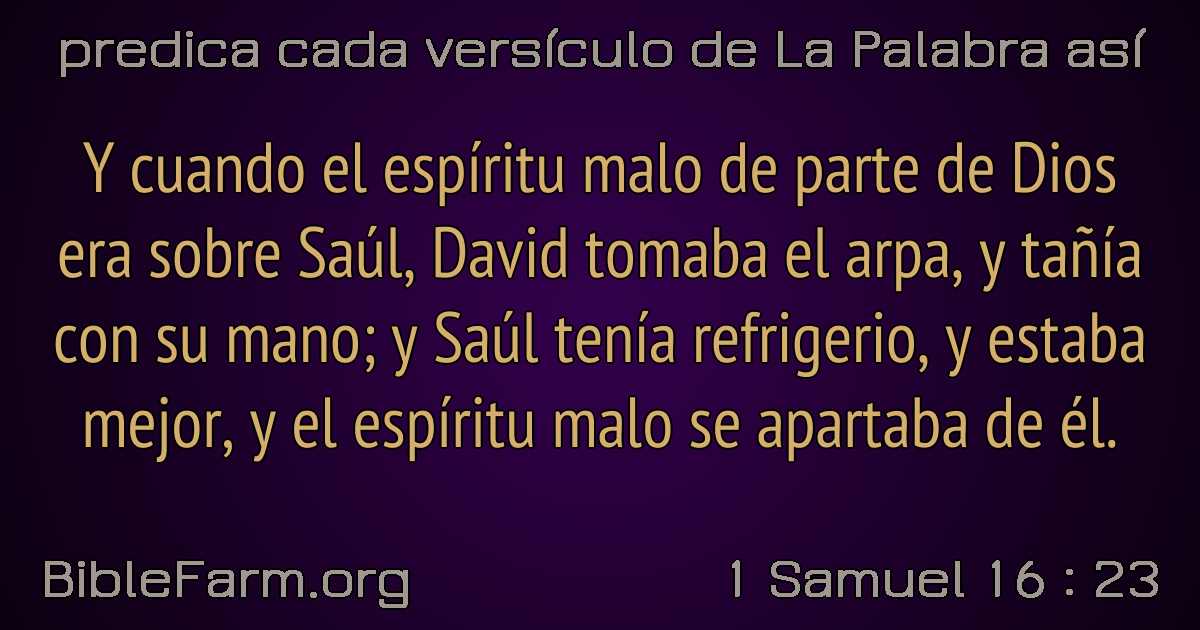 predica cada versículo de La Palabra así
Y cuando el espíritu malo de parte de Dios
era sobre Saúl, David tomaba el arpa, y tañía
con su mano; y Saúl tenía refrigerio, y estaba
mejor, y el espíritu malo se apartaba de él.
BibleFarm.org
1 Samuel 16 : 23